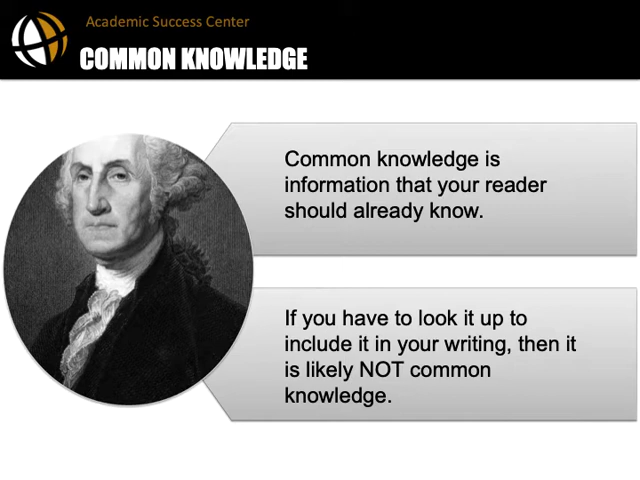 Academic Success Center
COMMON KNOWLEDGE
Common knowledge is
information that your reader
should already know.
If you have to look it up to
include it in your writing, then it
is likely NOT common
knowledge.